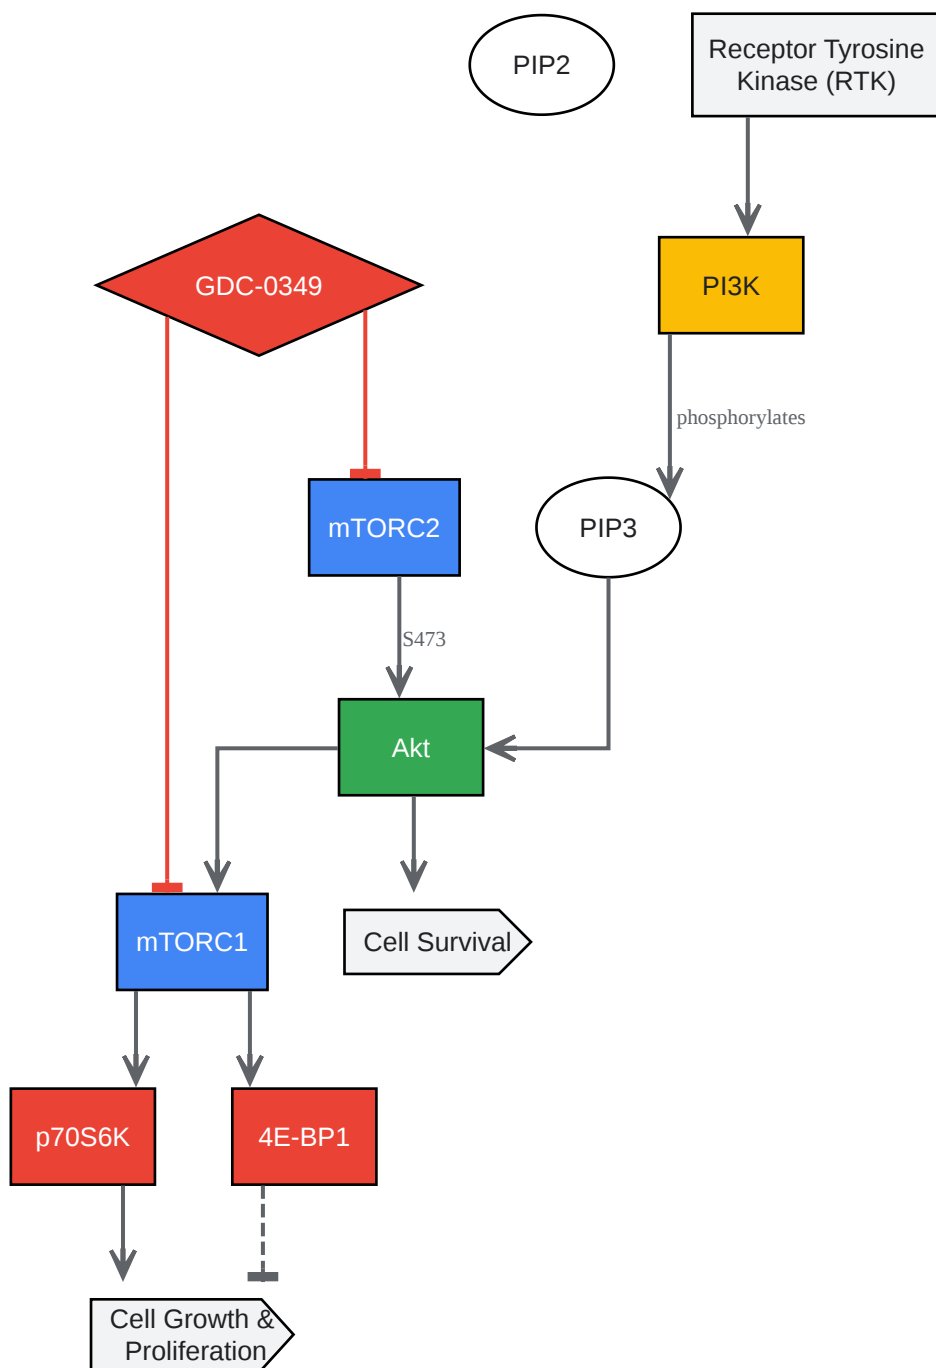 PIP2
Receptor Tyrosine
Kinase (RTK)
GDC-0349
PI3K
phosphorylates
mTORC2
PIP3
S473
Akt
mTORC1
Cell Survival
p70S6K
4E-BP1
Cell Growth &
Proliferation